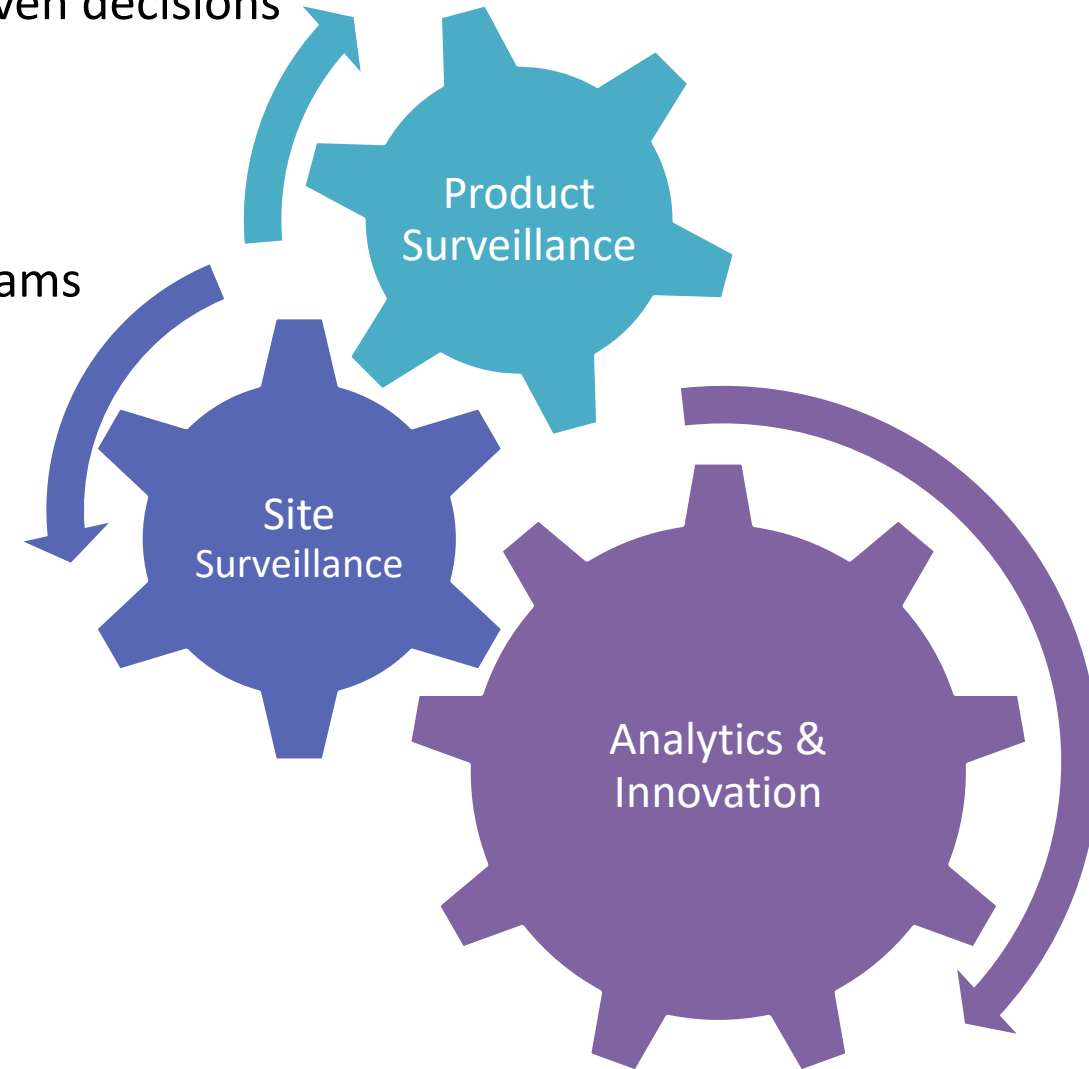 ven decisions
Product
Surveillance
ams
Site
Surveillance
Analytics &
Innovation